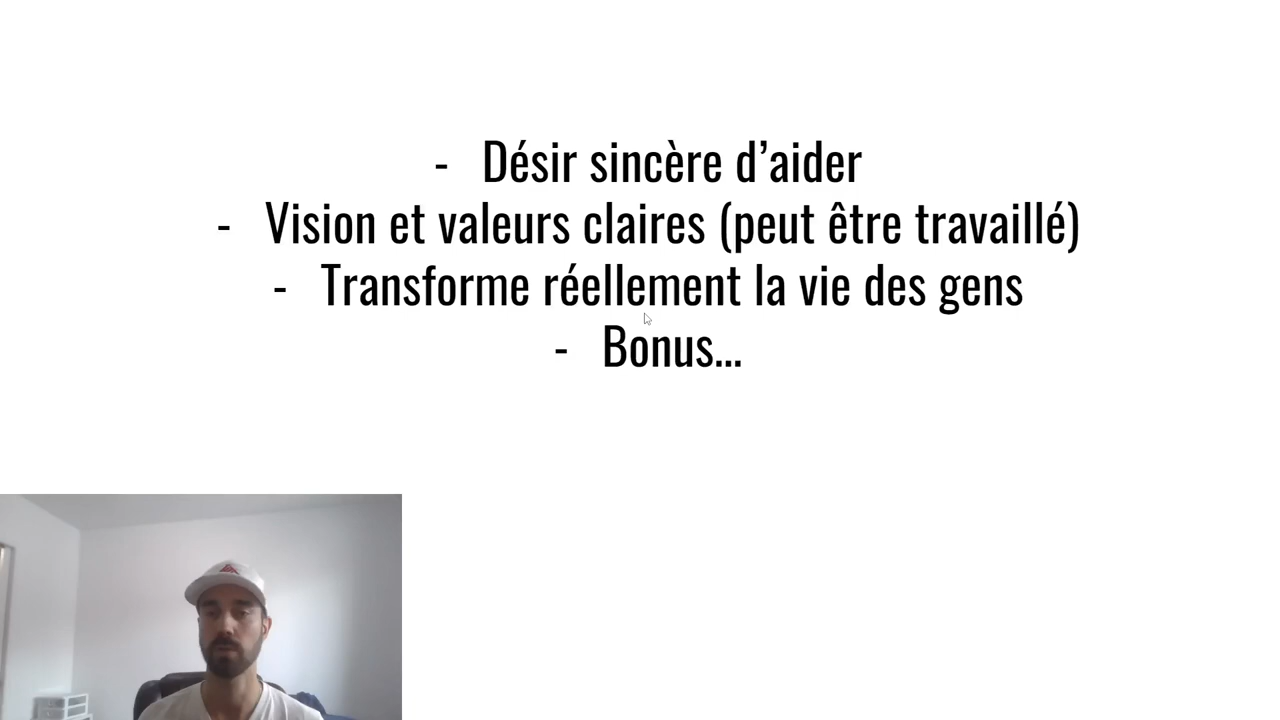 - Désir sincère d’aider
- Vision et valeurs claires (peut être travaillé)
- Transforme réellement la vie des gens
- Bonus...